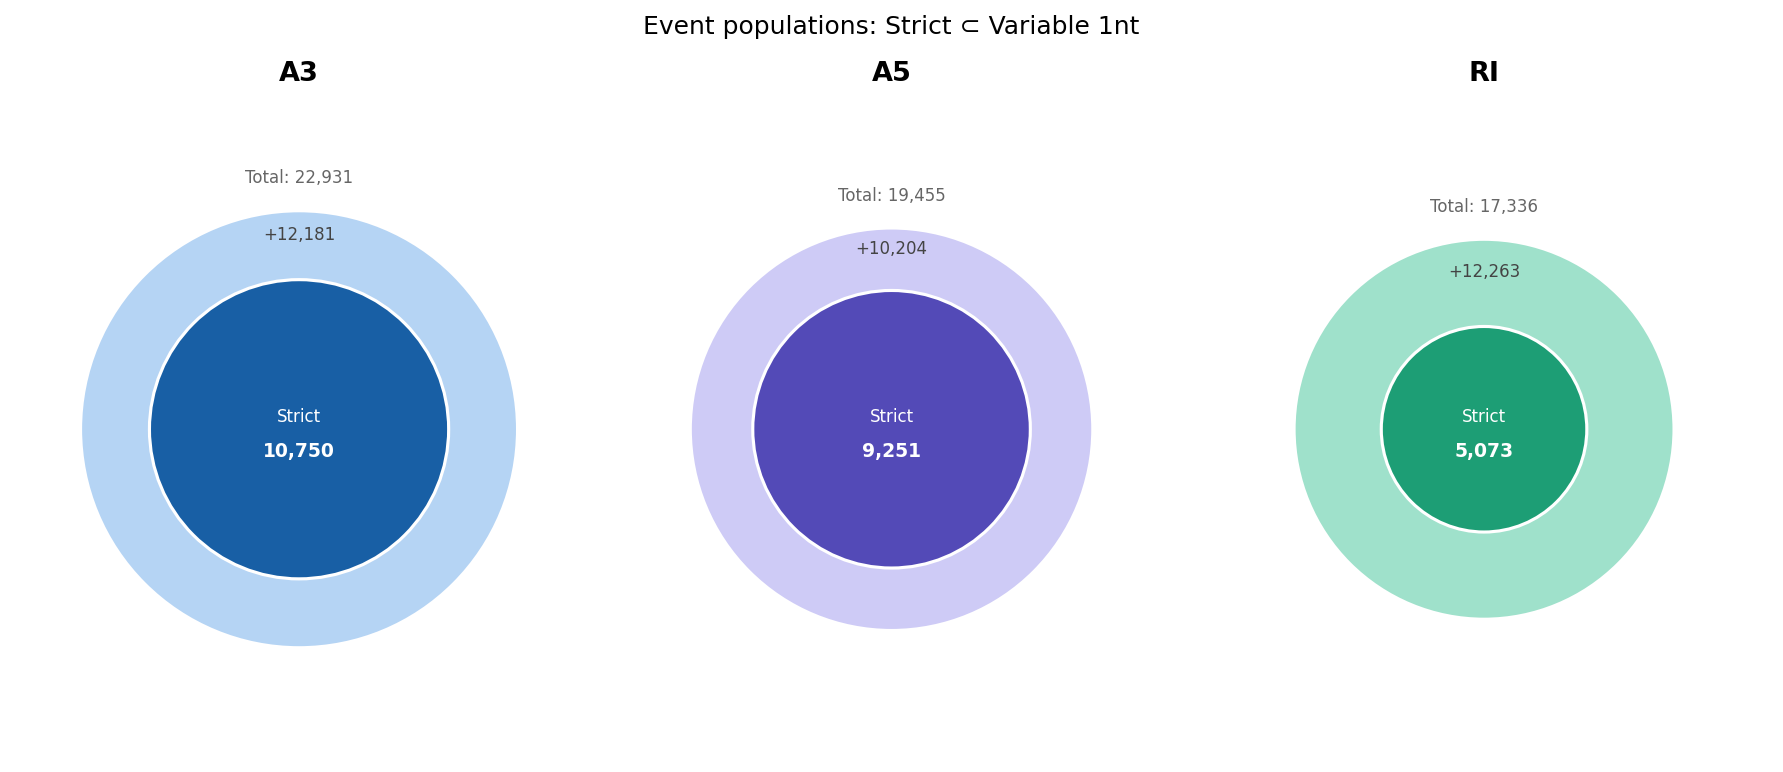 Event populations: Strict ⊂ Variable 1nt
A3
Total: 22,931
+12,181
Strict
10,750
A5
Total: 19,455
+10,204
Strict
9,251
RI
Total: 17,336
+12,263
Strict
5,073